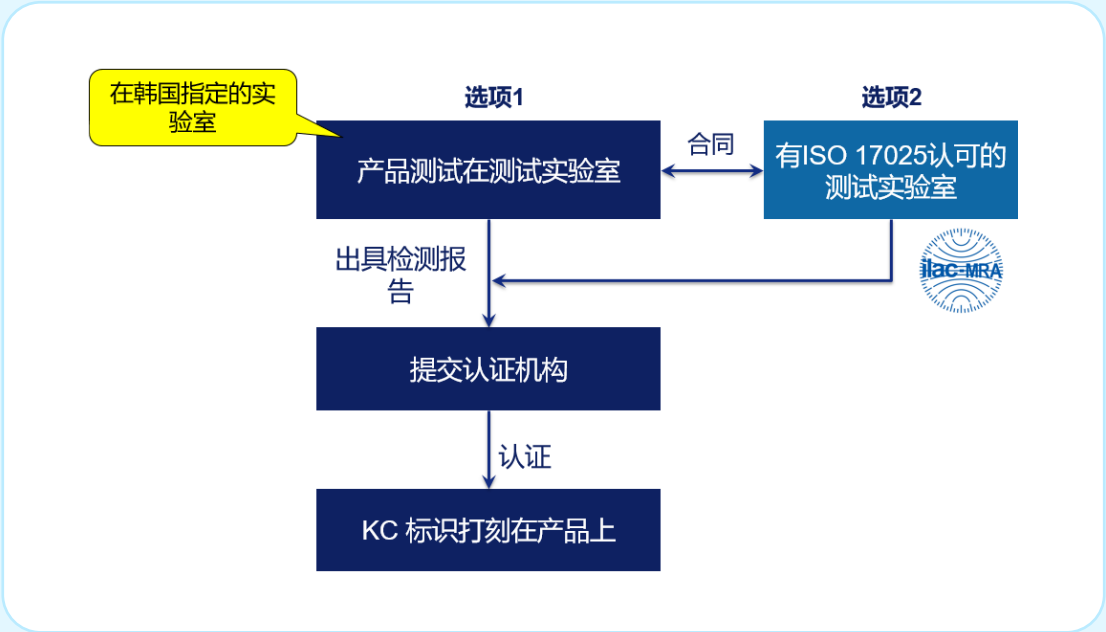 在韩国指定的实
验室
选项1
选项2
产品测试在测试实验室
合同
有ISO 17025认可的
测试实验室
出具检测报
告
ilac-MRA
提交认证机构
认证
KC 标识打刻在产品上